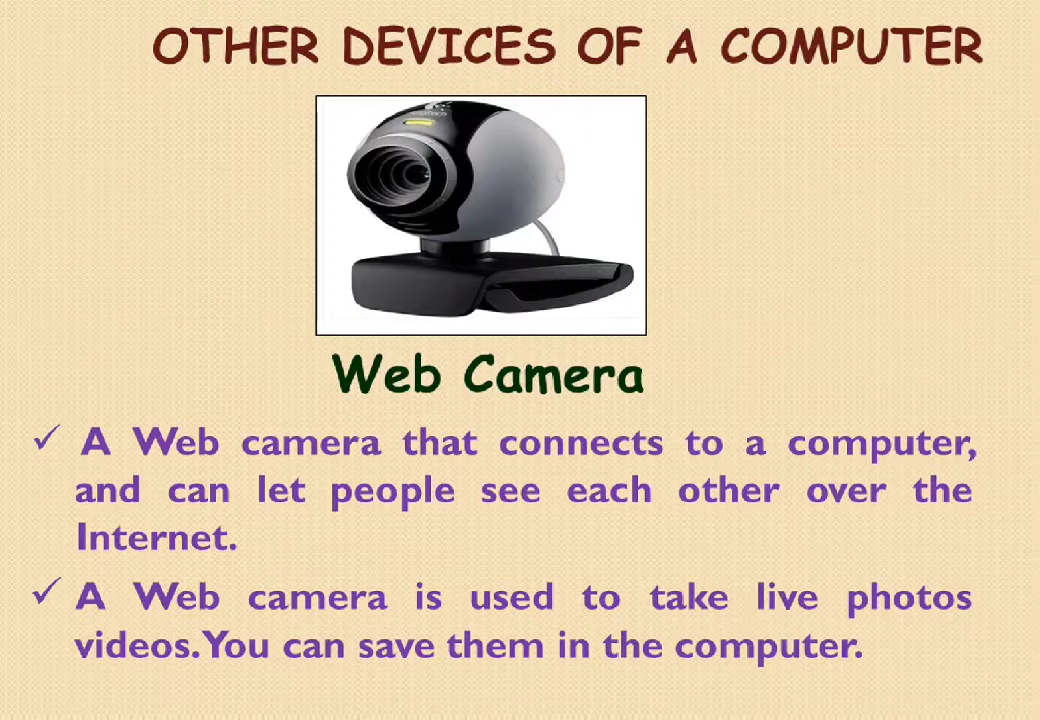 OTHER DEVICES OF A COMPUTER
Web Camera
✓ A Web camera that connects to a computer,
and can let people see each other over the
Internet.
✓ A Web camera is used to take live photos
videos.You can save them in the computer.